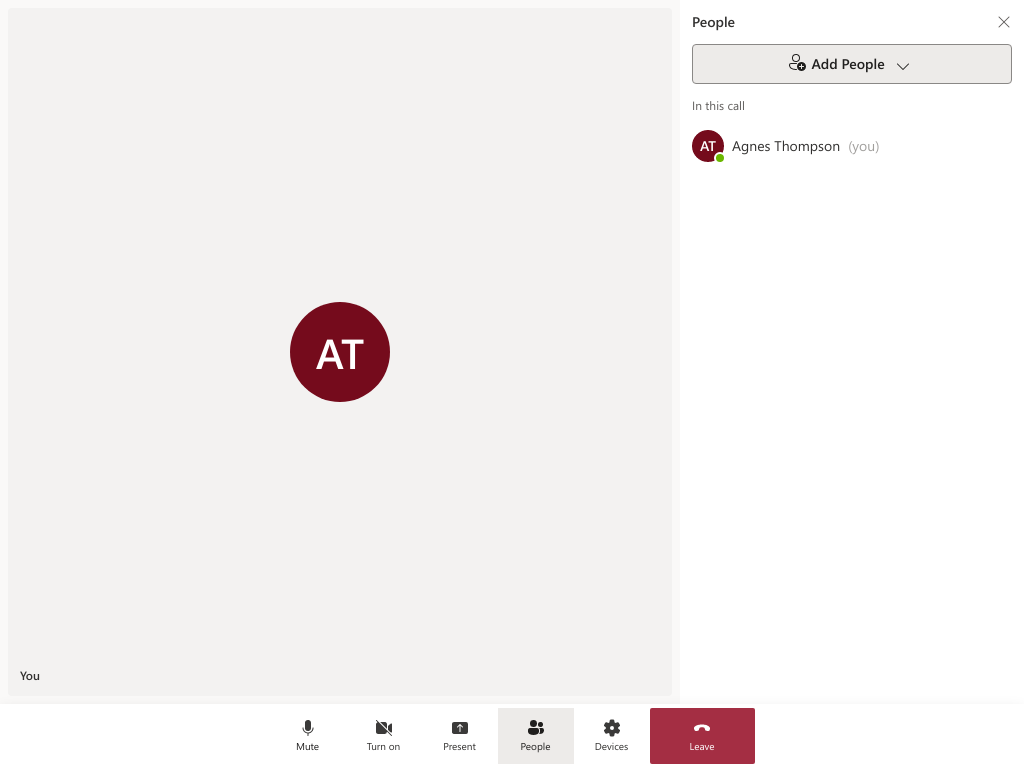 People
Add People
In this call
AT
Agnes Thompson (you)
AT
You
Mute
Turn on
Present
People
Devices
Leave